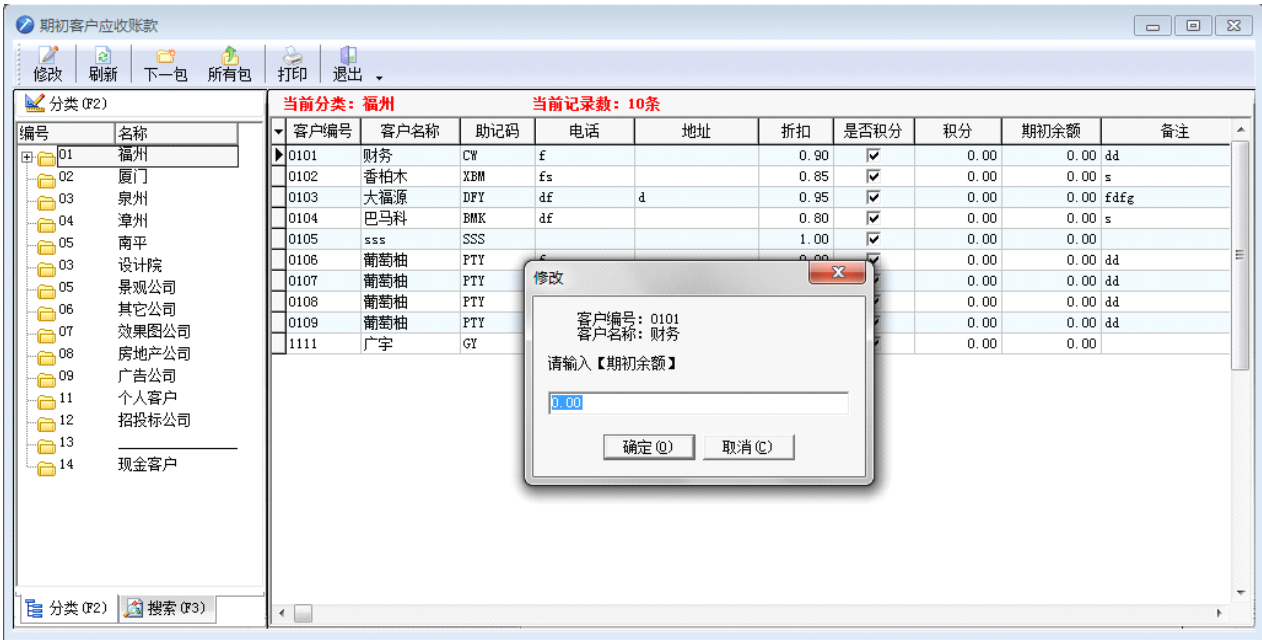 期初客户应收账款
修改 刷新 下一包 所有包 打印 退出
分类(F2)
当前分类：福州 当前记录数：10条
编号 名称
01 福州
02 厦门
03 泉州
04 漳州
05 南平
03 设计院
05 景观公司
06 其它公司
07 效果图公司
08 房地产公司
09 广告公司
11 个人客户
12 招投标公司
13
14 现金客户
分类(F2) 搜索(F3)
客户编号 客户名称 助记码 电话 地址 折扣 是否积分 积分 期初余额 备注
0101 财务 CW f 0.90 0.00 0.00 dd
0102 香柏木 XBM fs 0.85 0.00 0.00 s
0103 大福源 DFY df d 0.95 0.00 0.00 fdfg
0104 巴马科 BMK df 0.80 0.00 0.00 s
0105 sss SSS 1.00 0.00 0.00
0106 葡萄柚 PTY 0.00 0.00 dd
0107 葡萄柚 PTY 0.00 0.00 dd
0108 葡萄柚 PTY 0.00 0.00 dd
0109 葡萄柚 PTY 0.00 0.00 dd
1111 广宇 GY 0.00 0.00
修改
客户编号：0101
客户名称：财务
请输入【期初余额】
0.00
确定(O) 取消(C)